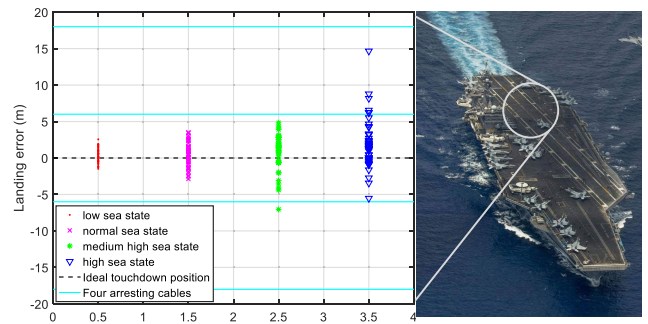 20
15
10
5
0
-5
-10
-15
-20
Landing error (m)
low sea state
normal sea state
medium high sea state
high sea state
Ideal touchdown position
Four arresting cables
0 0.5 1 1.5 2 2.5 3 3.5 4